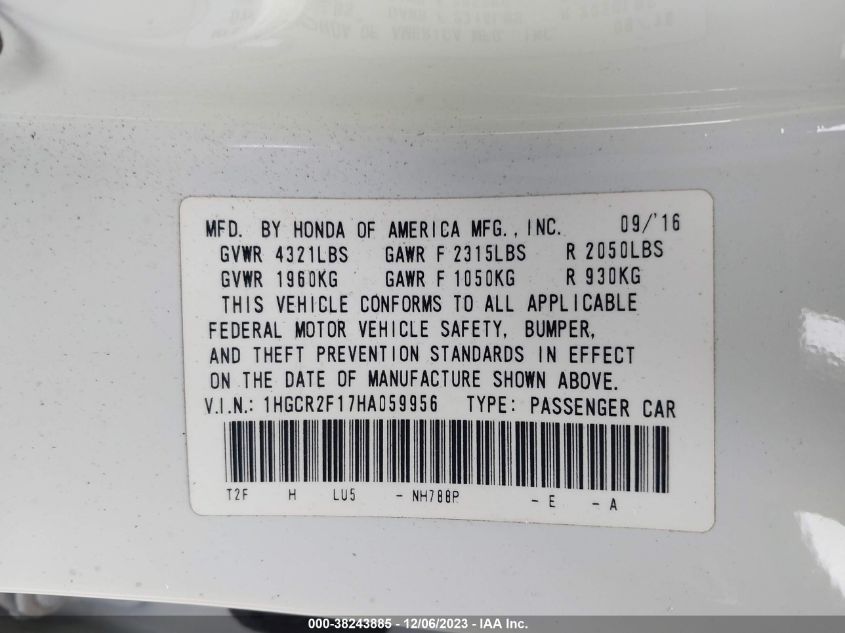 MFD. BY HONDA OF AMERICA MFG., INC. 09/'16
GVWR 4321LBS GAWR F 2315LBS R 2050LBS
GVWR 1960KG GAWR F 1050KG R 930KG
THIS VEHICLE CONFORMS TO ALL APPLICABLE
FEDERAL MOTOR VEHICLE SAFETY, BUMPER,
AND THEFT PREVENTION STANDARDS IN EFFECT
ON THE DATE OF MANUFACTURE SHOWN ABOVE.
V.I.N.: 1HGCR2F17HA059956 TYPE: PASSENGER CAR
T2F H LU5 - NH788P - E - A
000-38243885 - 12/06/2023 - IAA Inc.